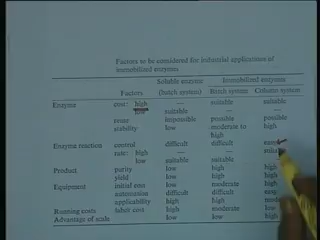 Factors to be considered for industrial applications of
immobilized enzymes
Soluble enzyme Immobilized enzyme
Factors (batch system) Batch system Column system
Enzyme cost: high — suitable suitable
low suitable — —
reuse impossible possible possible
stability low moderate to high
high
Enzyme reaction control difficult difficult easy
rate: high — —
low suitable suitable
Product purity low high high
yield low high high
Equipment initial cost low moderate high
automation difficult difficult easy
applicability high high
Running costs labor cost high moderate low
Advantage of scale low low high